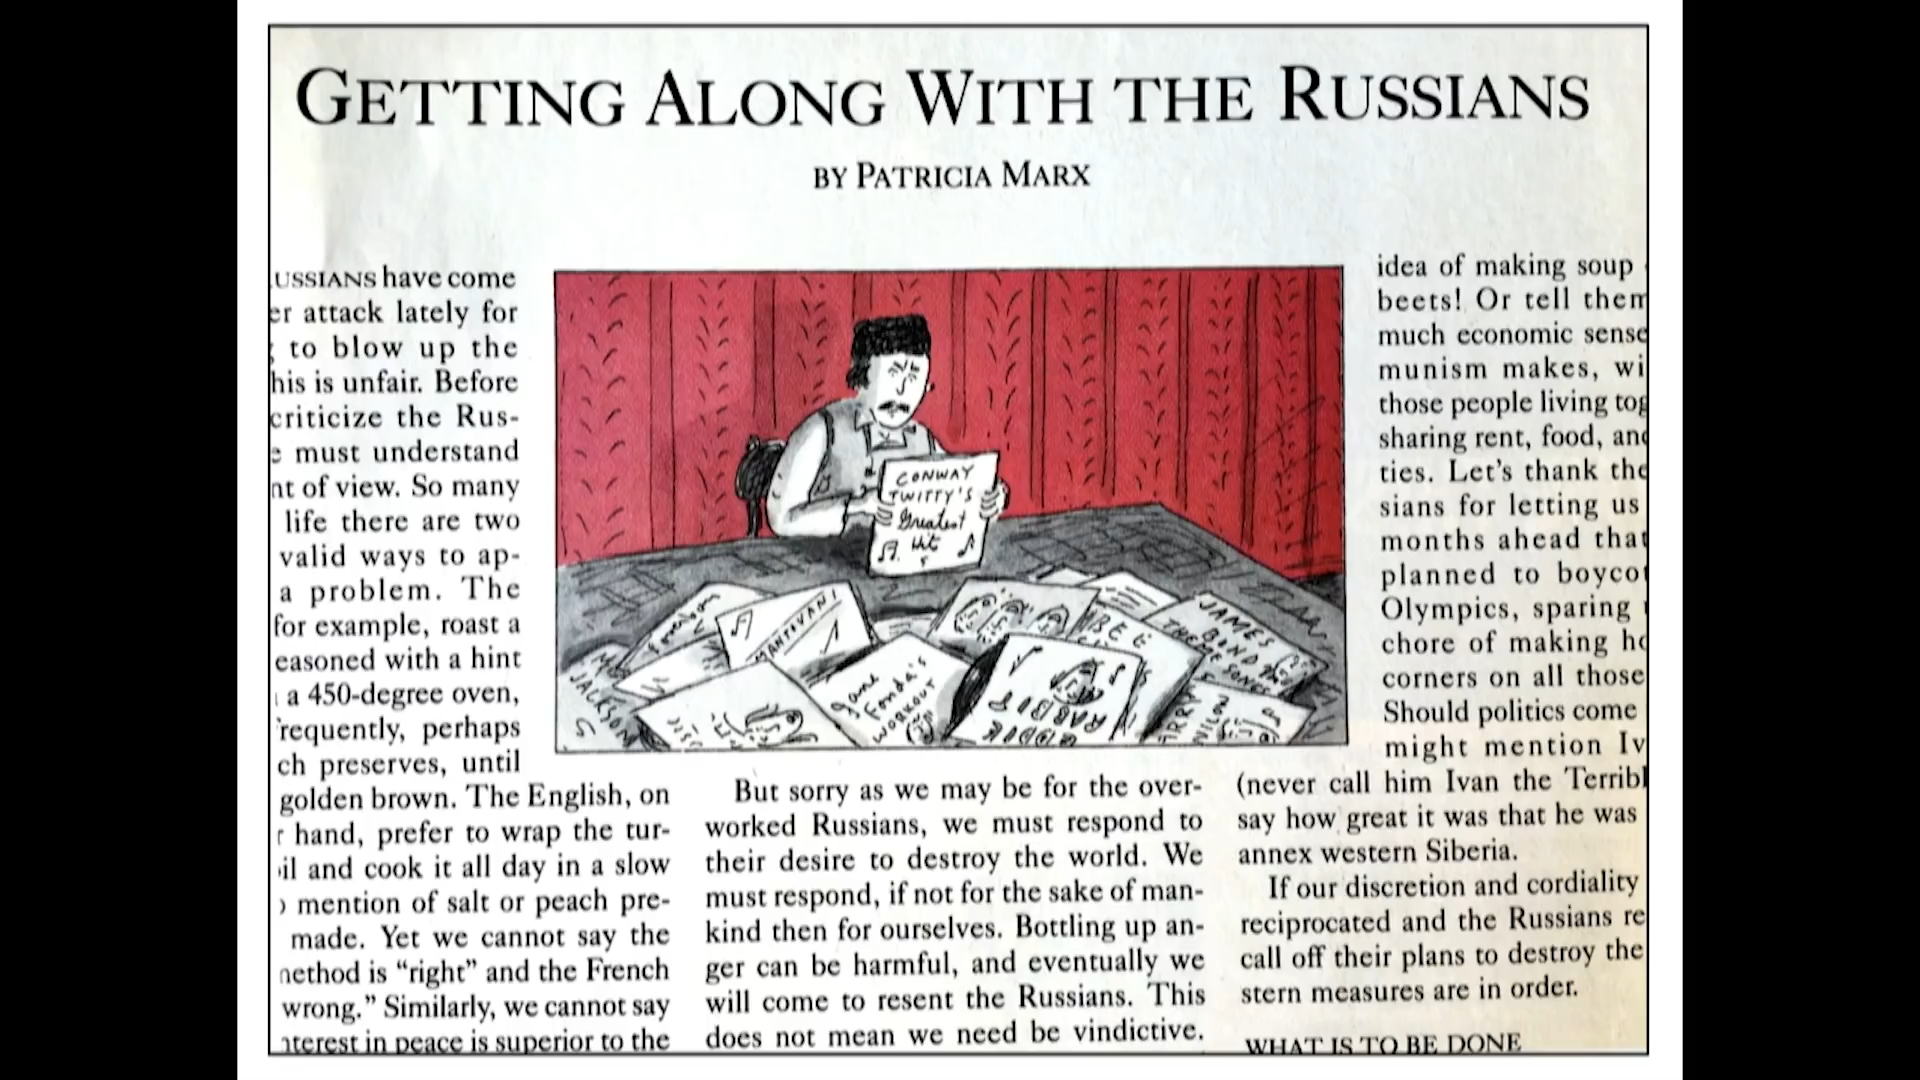 GETTING ALONG WITH THE RUSSIANS
BY PATRICIA MARX
USSIANS have come
er attack lately for
to blow up the
his is unfair. Before
criticize the Rus-
must understand
nt of view. So many
life there are two
valid ways to ap-
a problem. The
for example, roast a
easoned with a hint
a 450-degree oven,
requently, perhaps
ch preserves, until
golden brown. The English, on
r hand, prefer to wrap the tur-
il and cook it all day in a slow
mention of salt or peach pre-
made. Yet we cannot say the
nethod is “right” and the French
wrong.” Similarly, we cannot say
nterest in peace is superior to the
CONWAY
TWITTY'S
Greatest
Hits
MANTOVANI
JACKSON
Jane
Fonda's
WORKOUT
JAMES
BOND
THEME SONGS
But sorry as we may be for the over-
worked Russians, we must respond to
their desire to destroy the world. We
must respond, if not for the sake of man-
kind then for ourselves. Bottling up an-
ger can be harmful, and eventually we
will come to resent the Russians. This
does not mean we need be vindictive.
idea of making soup
beets! Or tell them
much economic sense
munism makes, wi
those people living tog
sharing rent, food, and
ties. Let's thank the
sians for letting us
months ahead that
planned to boycot
Olympics, sparing
chore of making ho
corners on all those
Should politics come
might mention Iv
(never call him Ivan the Terribl
say how great it was that he was
annex western Siberia.
If our discretion and cordiality
reciprocated and the Russians re
call off their plans to destroy the
stern measures are in order.
WHAT IS TO BE DONE